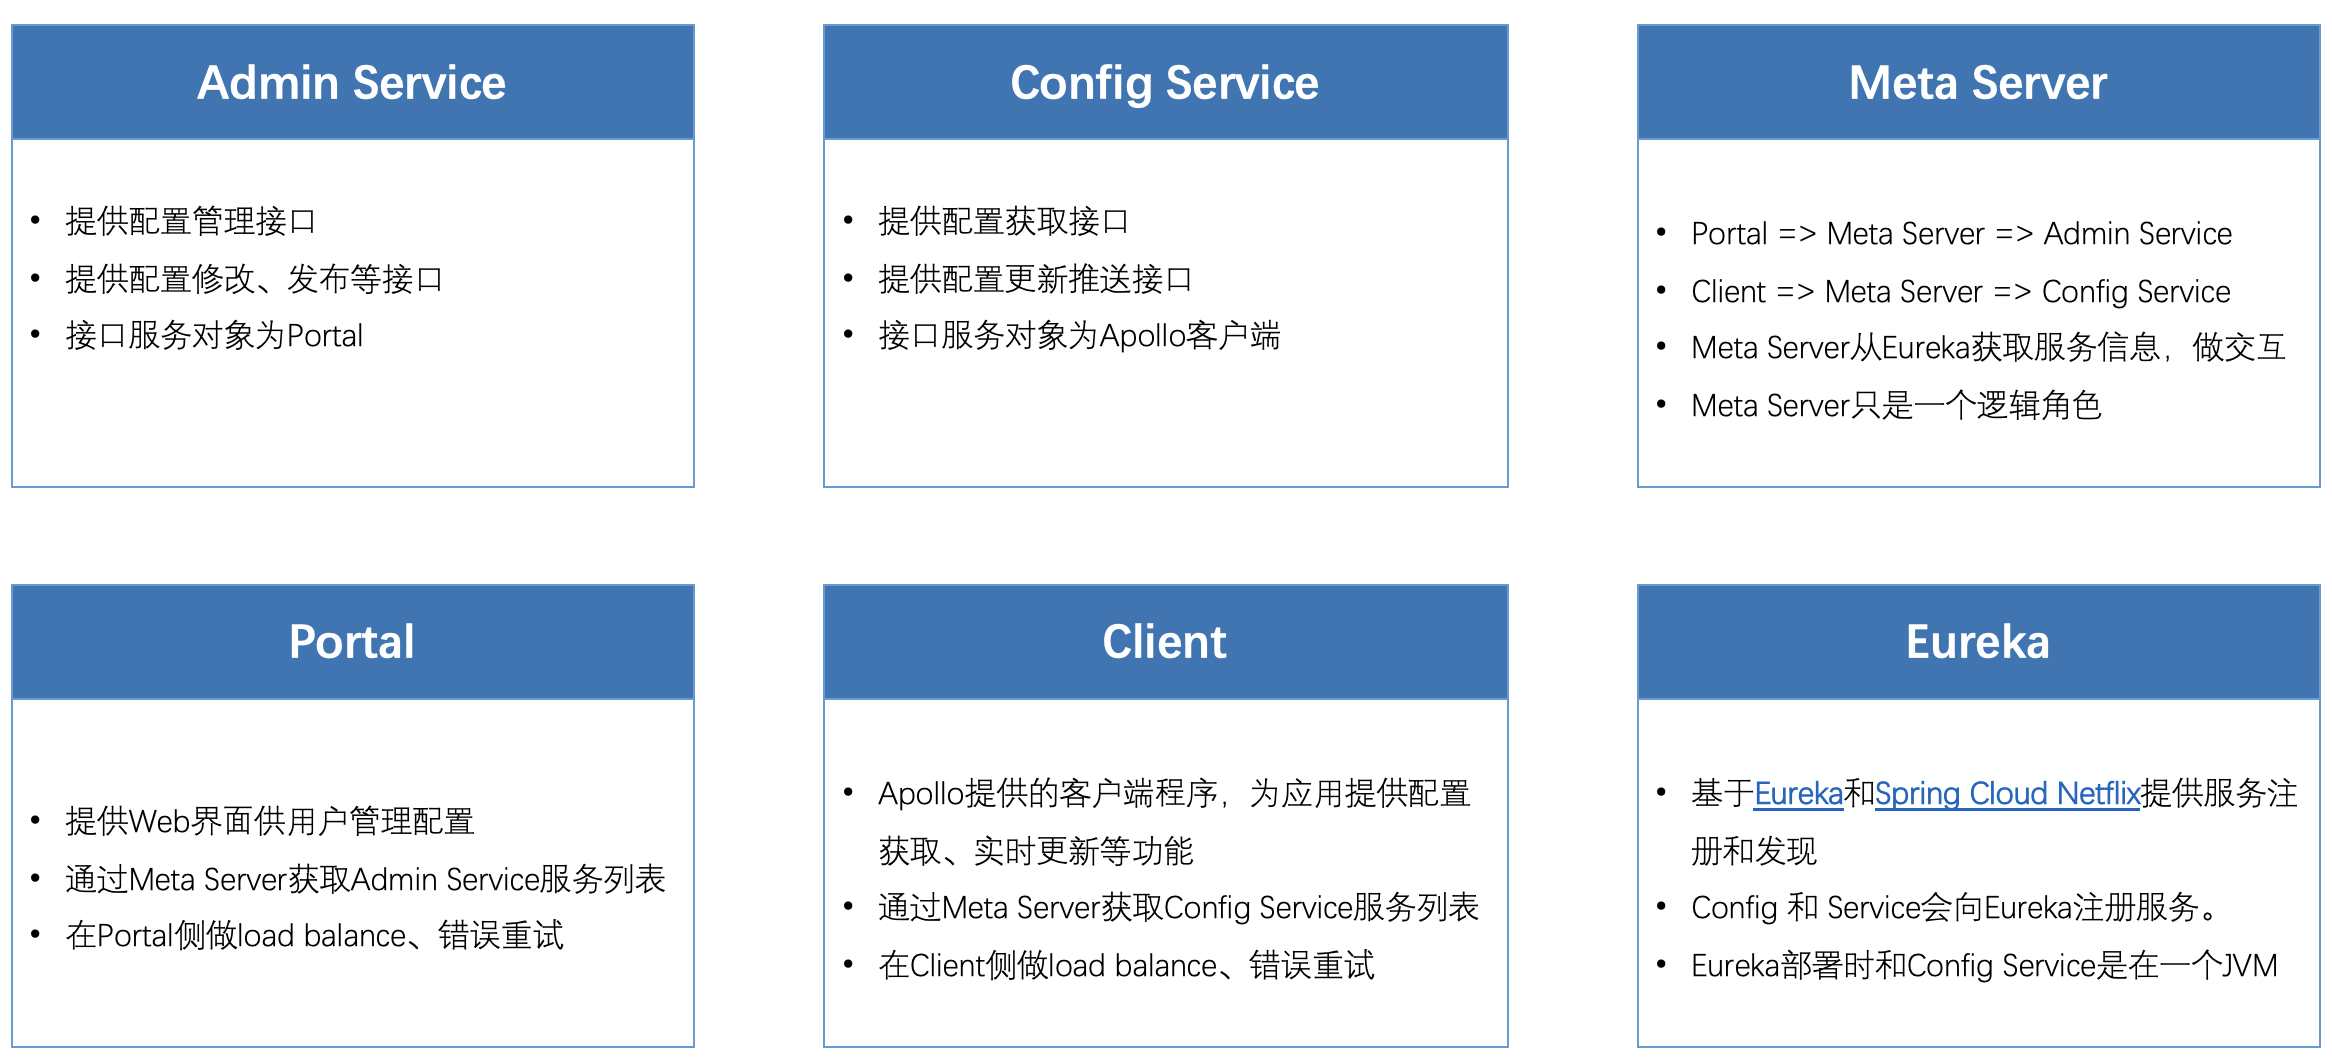 Admin Service
• 提供配置管理接口
• 提供配置修改、发布等接口
• 接口服务对象为Portal
Config Service
• 提供配置获取接口
• 提供配置更新推送接口
• 接口服务对象为Apollo客户端
Meta Server
• Portal => Meta Server => Admin Service
• Client => Meta Server => Config Service
• Meta Server从Eureka获取服务信息，做交互
• Meta Server只是一个逻辑角色
Portal
• 提供Web界面供用户管理配置
• 通过Meta Server获取Admin Service服务列表
• 在Portal侧做load balance、错误重试
Client
• Apollo提供的客户端程序，为应用提供配置
获取、实时更新等功能
• 通过Meta Server获取Config Service服务列表
• 在Client侧做load balance、错误重试
Eureka
• 基于Eureka和Spring Cloud Netflix提供服务注
册和发现
• Config 和 Service会向Eureka注册服务。
• Eureka部署时和Config Service是在一个JVM